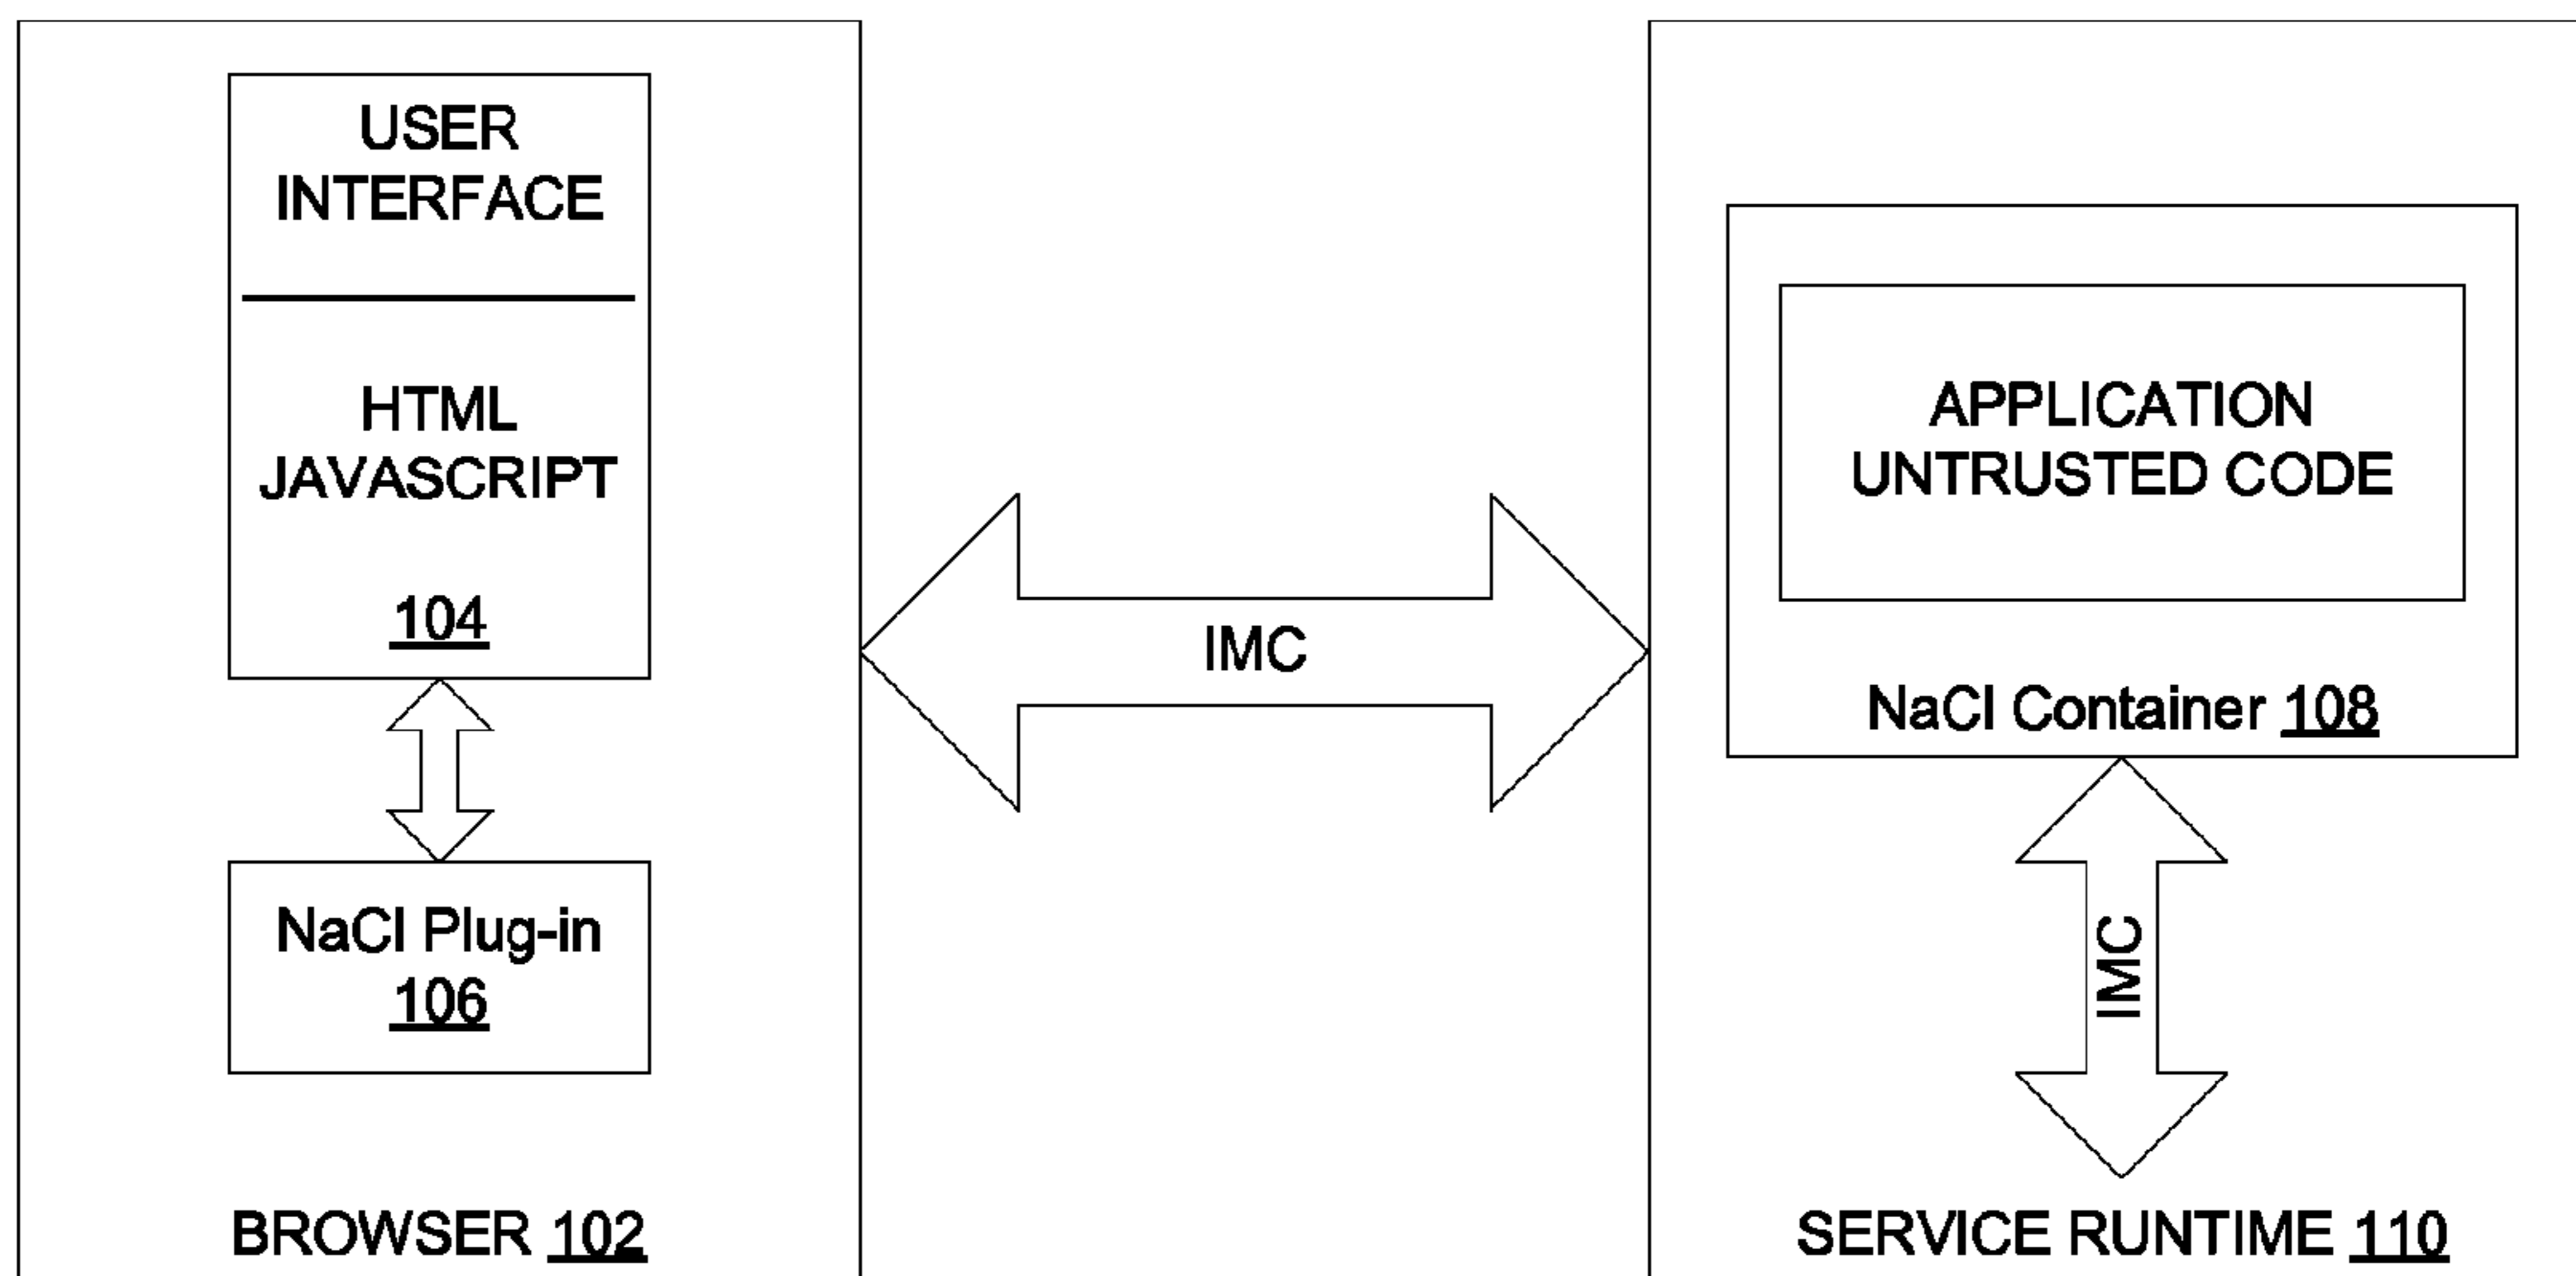 USER
INTERFACE
HTML
JAVASCRIPT
104
NaCl Plug-in
106
BROWSER 102
IMC
APPLICATION
UNTRUSTED CODE
NaCl Container 108
IMC
SERVICE RUNTIME 110